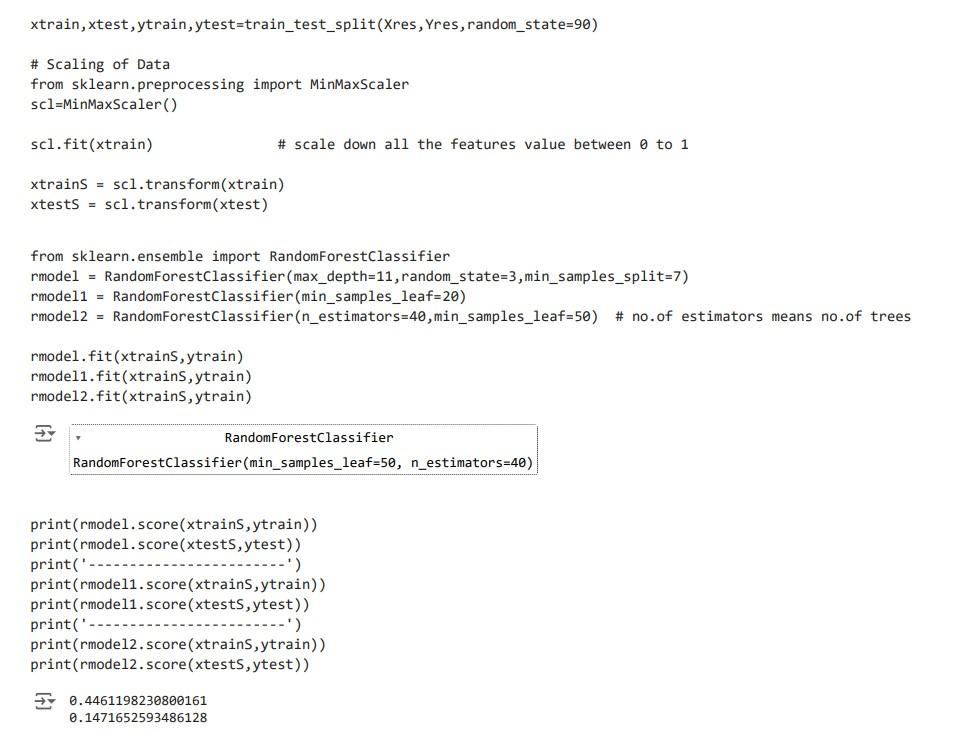 xtrain,xtest,ytrain,ytest=train_test_split(Xres,Yres,random_state=90)
# Scaling of Data
from sklearn.preprocessing import MinMaxScaler
scl=MinMaxScaler()
scl.fit(xtrain)               # scale down all the features value between 0 to 1
xtrainS = scl.transform(xtrain)
xtestS = scl.transform(xtest)
from sklearn.ensemble import RandomForestClassifier
rmodel = RandomForestClassifier(max_depth=11,random_state=3,min_samples_split=7)
rmodel1 = RandomForestClassifier(min_samples_leaf=20)
rmodel2 = RandomForestClassifier(n_estimators=40,min_samples_leaf=50)  # no.of estimators means no.of trees
rmodel.fit(xtrainS,ytrain)
rmodel1.fit(xtrainS,ytrain)
rmodel2.fit(xtrainS,ytrain)
RandomForestClassifier
RandomForestClassifier(min_samples_leaf=50, n_estimators=40)
print(rmodel.score(xtrainS,ytrain))
print(rmodel.score(xtestS,ytest))
print('------------------------')
print(rmodel1.score(xtrainS,ytrain))
print(rmodel1.score(xtestS,ytest))
print('------------------------')
print(rmodel2.score(xtrainS,ytrain))
print(rmodel2.score(xtestS,ytest))
0.4461198230800161
0.1471652593486128